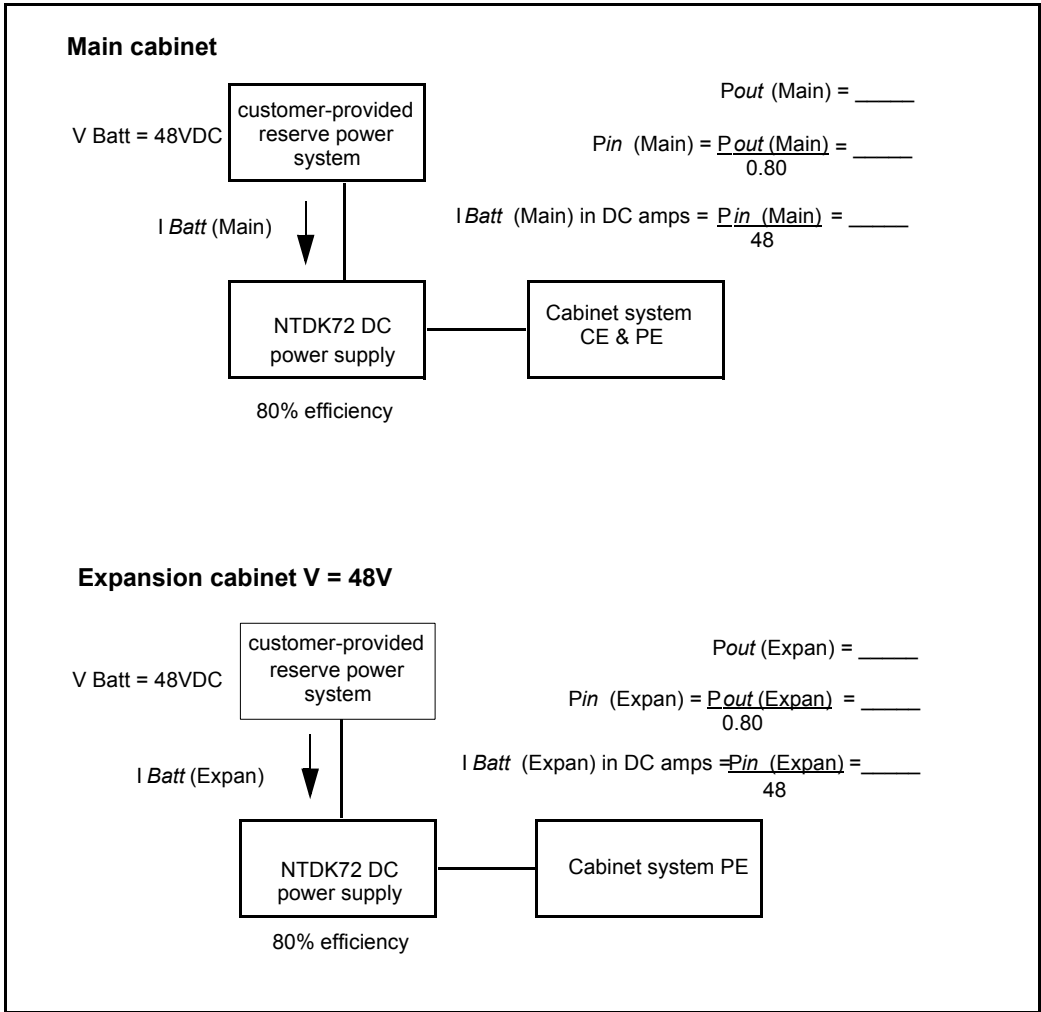 Main cabinet
V Batt = 48VDC
customer-provided
reserve power
system
I Batt (Main)
NTDK72 DC
power supply
80% efficiency
Cabinet system
CE & PE
Pout (Main) = _____
Pin (Main) = Pout (Main) = _____
0.80
I Batt (Main) in DC amps = Pin (Main) = _____
48
Expansion cabinet V = 48V
V Batt = 48VDC
customer-provided
reserve power
system
I Batt (Expan)
NTDK72 DC
power supply
80% efficiency
Cabinet system PE
Pout (Expan) = _____
Pin (Expan) = Pout (Expan) = _____
0.80
I Batt (Expan) in DC amps =Pin (Expan) =_____
48